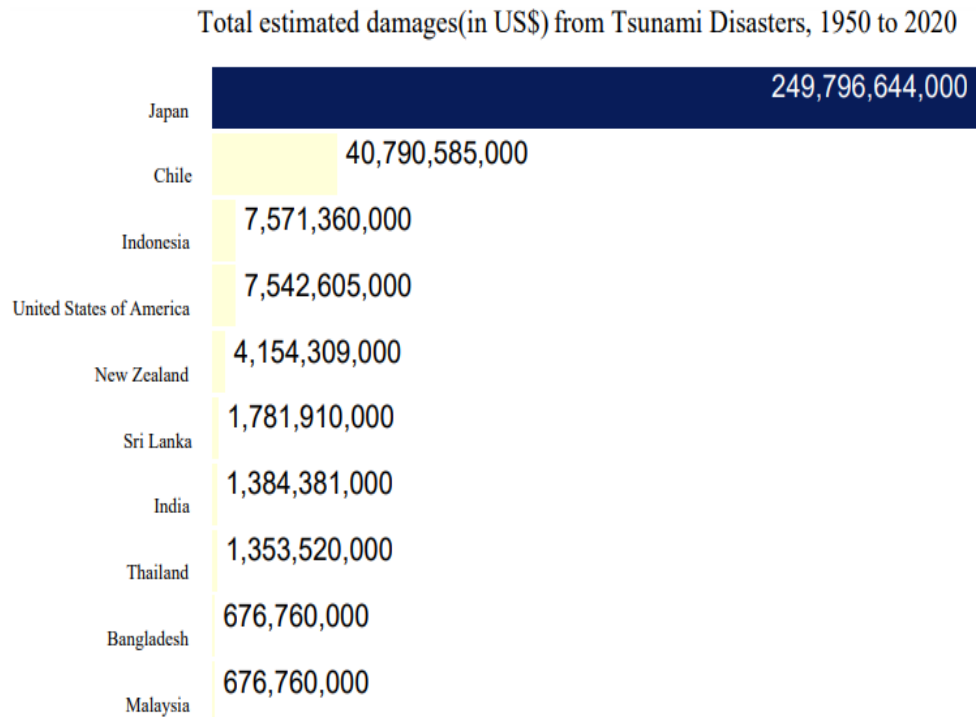 Total estimated damages(in US$) from Tsunami Disasters, 1950 to 2020
Japan 249,796,644,000
Chile 40,790,585,000
Indonesia 7,571,360,000
United States of America 7,542,605,000
New Zealand 4,154,309,000
Sri Lanka 1,781,910,000
India 1,384,381,000
Thailand 1,353,520,000
Bangladesh 676,760,000
Malaysia 676,760,000